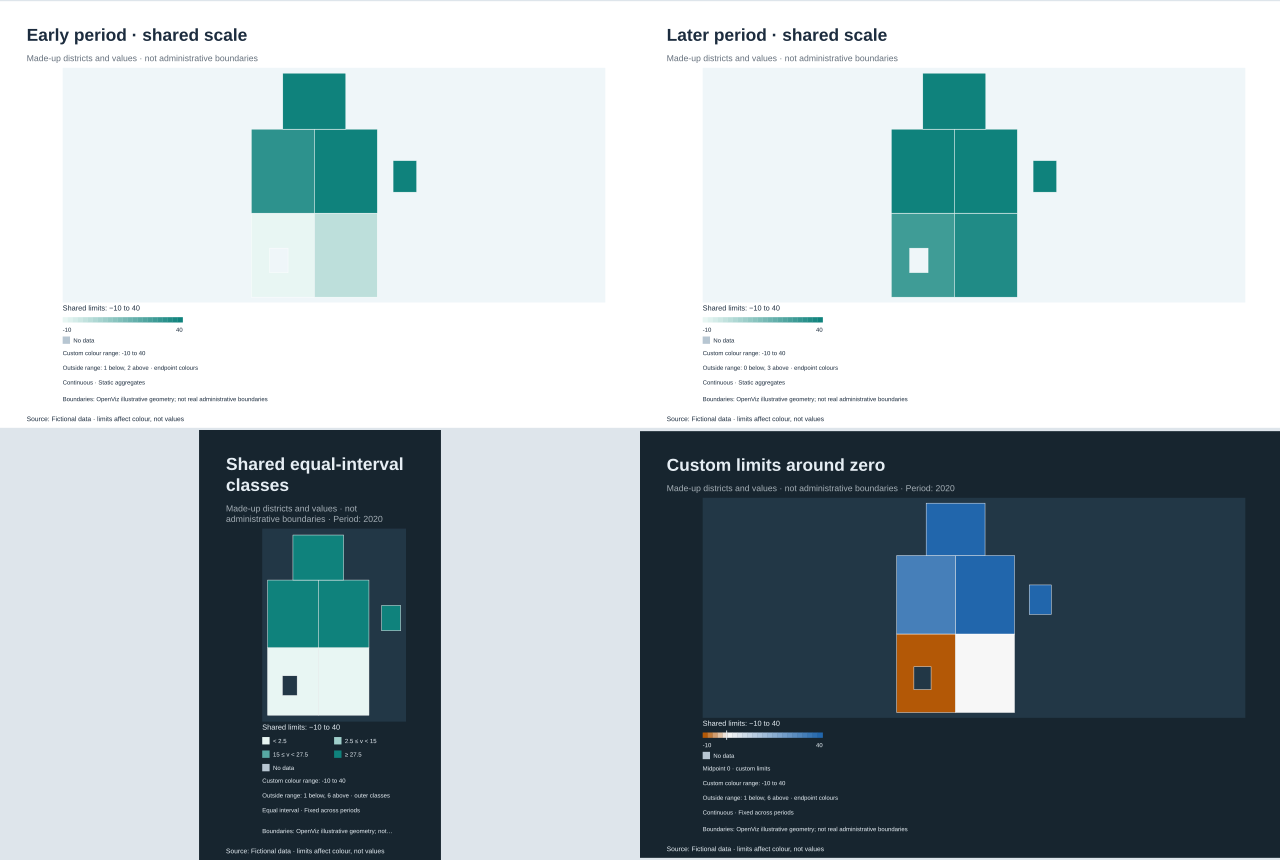 Early period · shared scale
Made-up districts and values · not administrative boundaries
Shared limits: −10 to 40
-10 40
No data
Custom colour range: -10 to 40
Outside range: 1 below, 2 above · endpoint colours
Continuous · Static aggregates
Boundaries: OpenViz illustrative geometry; not real administrative boundaries
Source: Fictional data · limits affect colour, not values
Later period · shared scale
Made-up districts and values · not administrative boundaries
Shared limits: −10 to 40
-10 40
No data
Custom colour range: -10 to 40
Outside range: 0 below, 3 above · endpoint colours
Continuous · Static aggregates
Boundaries: OpenViz illustrative geometry; not real administrative boundaries
Source: Fictional data · limits affect colour, not values
Shared equal-interval
classes
Made-up districts and values · not
administrative boundaries · Period: 2020
Shared limits: −10 to 40
< 2.5 2.5 ≤ v < 15
15 ≤ v < 27.5 ≥ 27.5
No data
Custom colour range: -10 to 40
Outside range: 1 below, 6 above · outer classes
Equal interval · Fixed across periods
Boundaries: OpenViz illustrative geometry; not…
Source: Fictional data · limits affect colour, not values
Custom limits around zero
Made-up districts and values · not administrative boundaries · Period: 2020
Shared limits: −10 to 40
-10 40
No data
Midpoint 0 · custom limits
Custom colour range: -10 to 40
Outside range: 1 below, 6 above · endpoint colours
Continuous · Fixed across periods
Boundaries: OpenViz illustrative geometry; not real administrative boundaries
Source: Fictional data · limits affect colour, not values